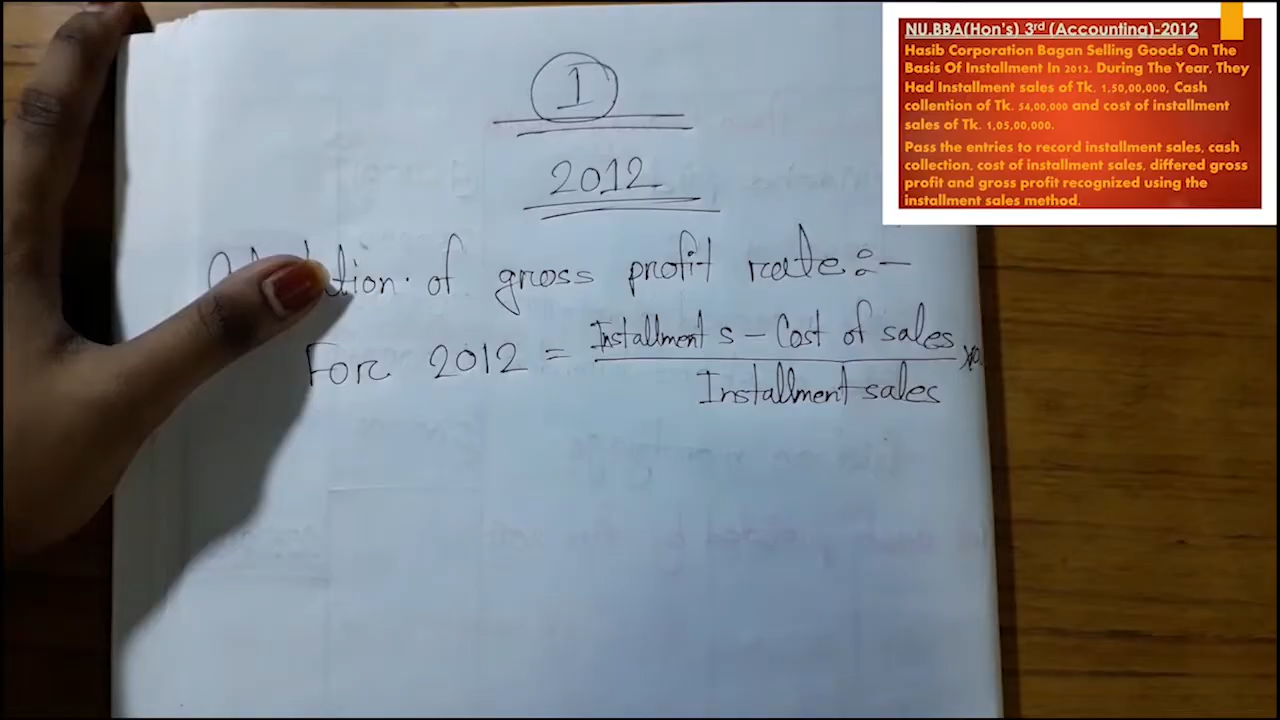 1
2012
tion of gross profit rate:-
For 2012 = Installment s - Cost of sales
Installment sales
NU.BBA(Hon's) 3rd (Accounting)-2012
Hasib Corporation Bagan Selling Goods On The
Basis Of Installment In 2012. During The Year, They
Had Installment sales of Tk. 1,50,00,000, Cash
collention of Tk. 54,00,000 and cost of installment
sales of Tk. 1,05,00,000.
Pass the entries to record installment sales, cash
collection, cost of installment sales, differed gross
profit and gross profit recognized using the
installment sales method.